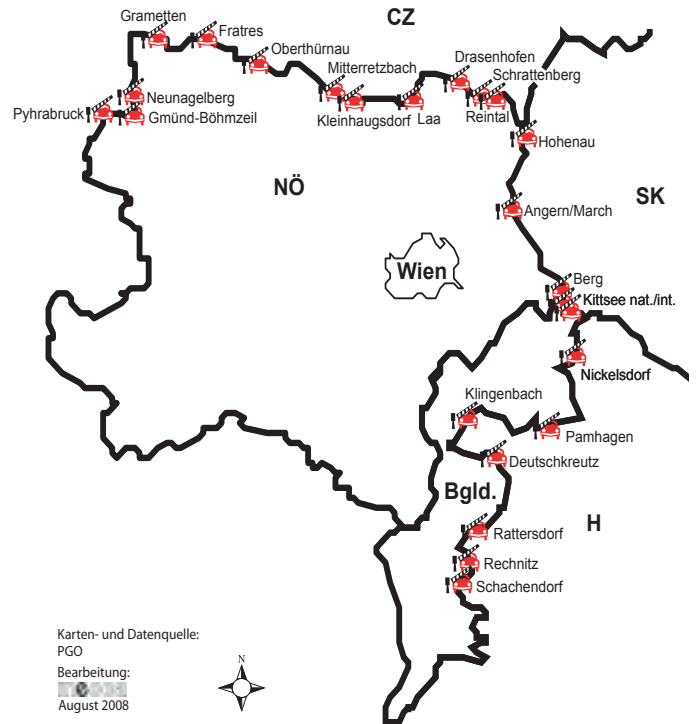 CZ
Grametten
Fratres
Oberthürnau
Mitterretzbach
Drasenhofen
Schrattenberg
Neunagelberg
Pyhrabruck
Gmünd-Böhmzeil
Kleinhaugsdorf
Laa
Reintal
Hohenau
NÖ
SK
Angern/March
Wien
Berg
Kittsee nat./int.
Nickelsdorf
Klingenbach
Pamhagen
Deutschkreutz
Bgld.
H
Rattersdorf
Rechnitz
Schachendorf
Karten- und Datenquelle:
PGO
Bearbeitung:
August 2008
N